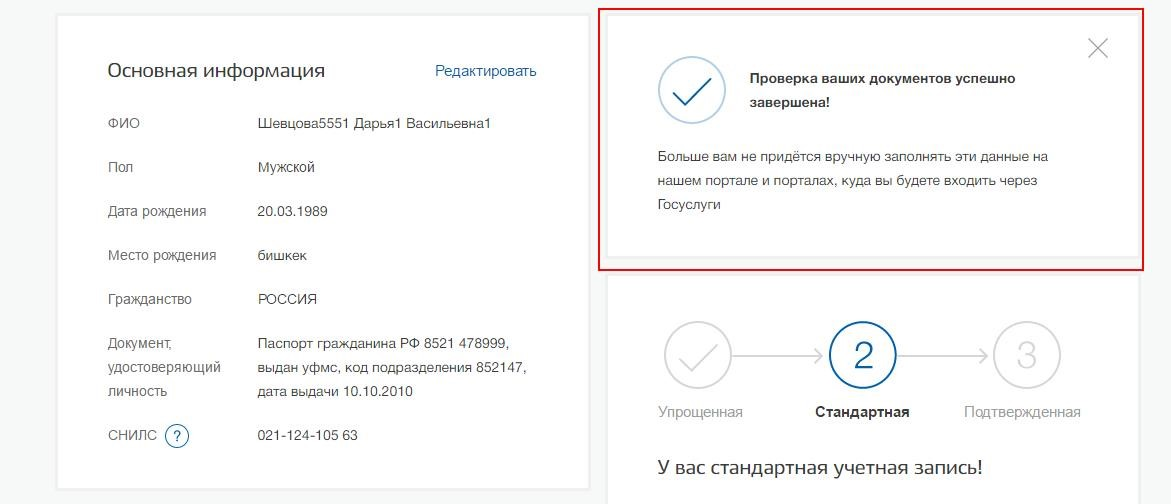 Основная информация
Редактировать
ФИО
Шевцова5551 Дарья1 Васильевна1
Пол
Мужской
Дата рождения
20.03.1989
Место рождения
бишкек
Гражданство
РОССИЯ
Документ,
удостоверяющий
личность
Паспорт гражданина РФ 8521 478999,
выдан уфмс, код подразделения 852147,
дата выдачи 10.10.2010
СНИЛС ?
021-124-105 63
Проверка ваших документов успешно
завершена!
Больше вам не придётся вручную заполнять эти данные на
нашем портале и порталах, куда вы будете входить через
Госуслуги
2
3
Упрощенная
Стандартная
Подтвержденная
У вас стандартная учетная запись!